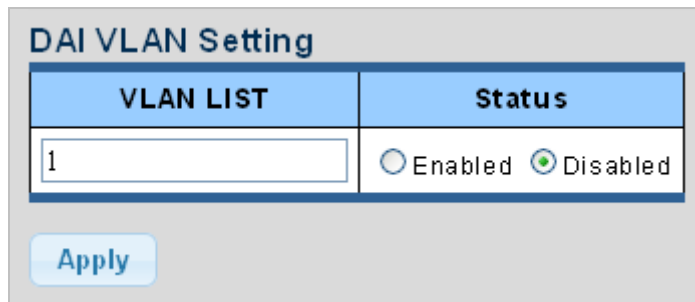 DAI VLAN Setting
VLAN LIST Status
1 Enabled Disabled
Apply